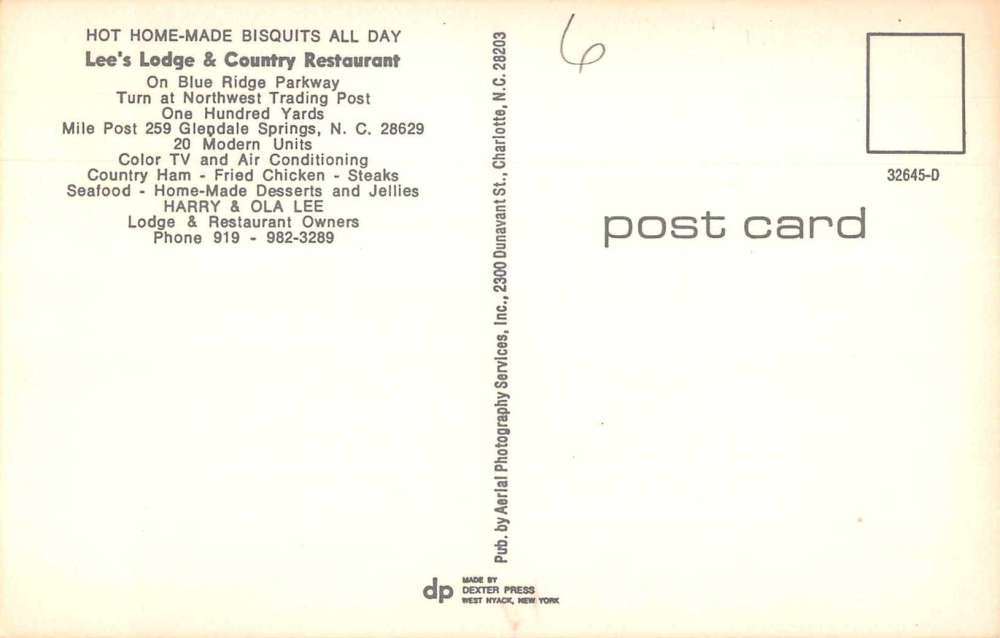 HOT HOME-MADE BISQUITS ALL DAY
Lee's Lodge & Country Restaurant
On Blue Ridge Parkway
Turn at Northwest Trading Post
One Hundred Yards
Mile Post 259 Glendale Springs, N. C. 28629
20 Modern Units
Color TV and Air Conditioning
Country Ham - Fried Chicken - Steaks
Seafood - Home-Made Desserts and Jellies
HARRY & OLA LEE
Lodge & Restaurant Owners
Phone 919 - 982-3289
Pub. by Aerial Photography Services, Inc., 2300 Dunavant St., Charlotte, N.C. 28203
6
32645-D
post card
dp
MADE BY
DEXTER PRESS
WEST NYACK, NEW YORK